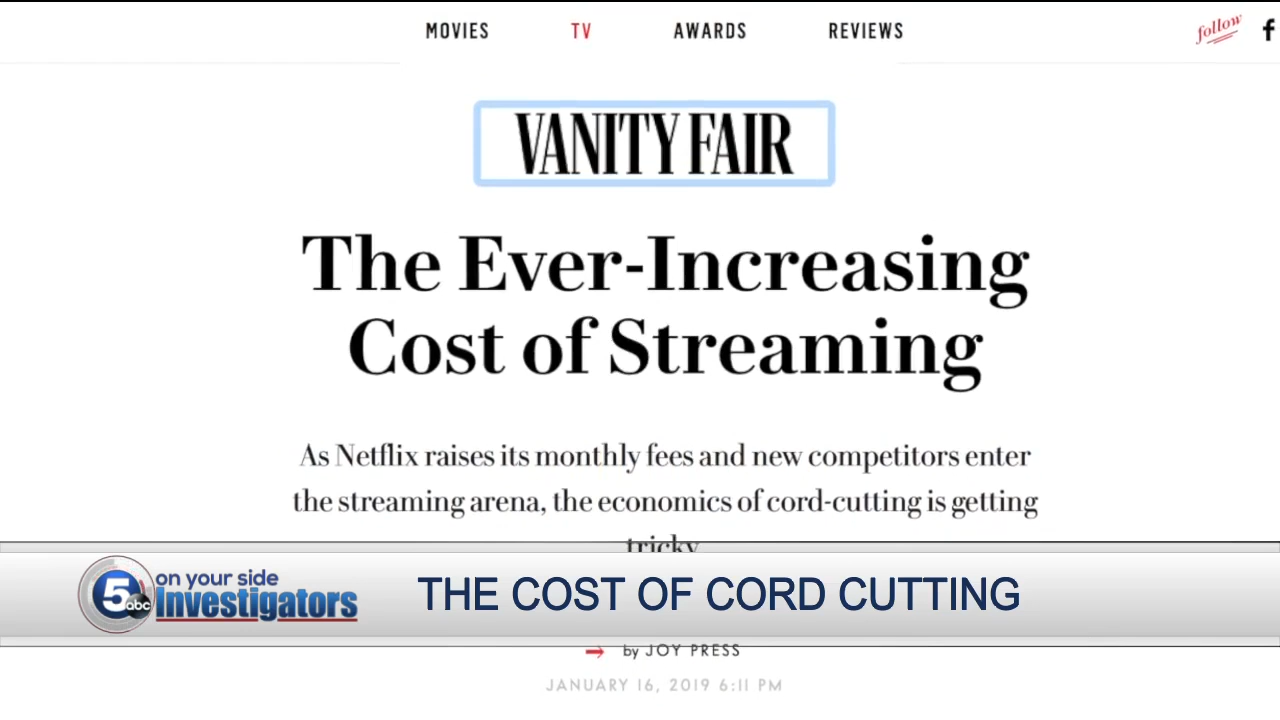 MOVIES TV AWARDS REVIEWS follow f
VANITY FAIR
The Ever-Increasing
Cost of Streaming
As Netflix raises its monthly fees and new competitors enter
the streaming arena, the economics of cord-cutting is getting
tricky
5 abc on your side
Investigators
THE COST OF CORD CUTTING
by JOY PRESS
JANUARY 16, 2019 6:11 PM